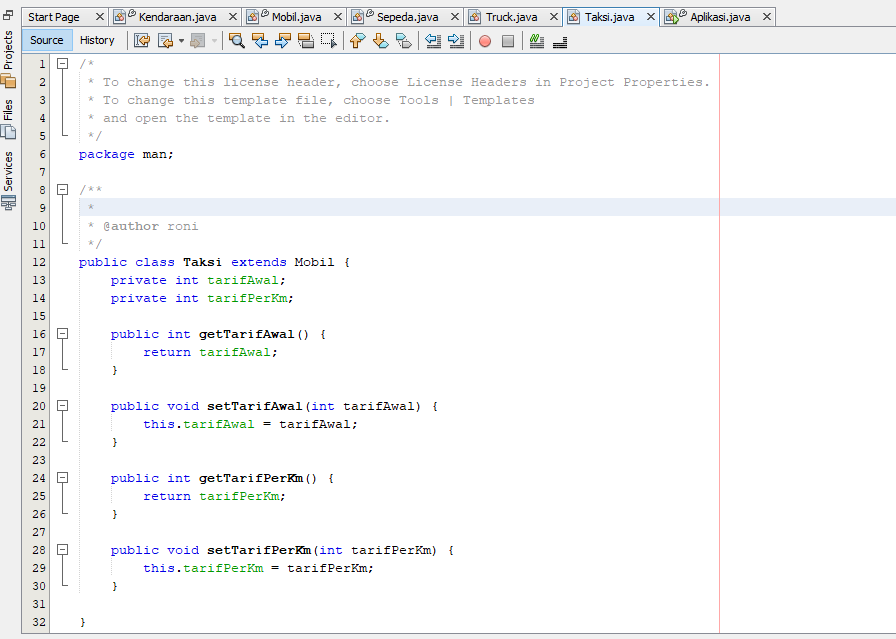 Start Page Kendaraan.java Mobil.java Sepeda.java Truck.java Taksi.java Aplikasi.java
Source History
Projects
Files
Services
1 /*
2 * To change this license header, choose License Headers in Project Properties.
3 * To change this template file, choose Tools | Templates
4 * and open the template in the editor.
5 */
6 package man;
7
8 /**
9 *
10 * @author roni
11 */
12 public class Taksi extends Mobil {
13 private int tarifAwal;
14 private int tarifPerKm;
15
16 public int getTarifAwal() {
17 return tarifAwal;
18 }
19
20 public void setTarifAwal(int tarifAwal) {
21 this.tarifAwal = tarifAwal;
22 }
23
24 public int getTarifPerKm() {
25 return tarifPerKm;
26 }
27
28 public void setTarifPerKm(int tarifPerKm) {
29 this.tarifPerKm = tarifPerKm;
30 }
31
32 }